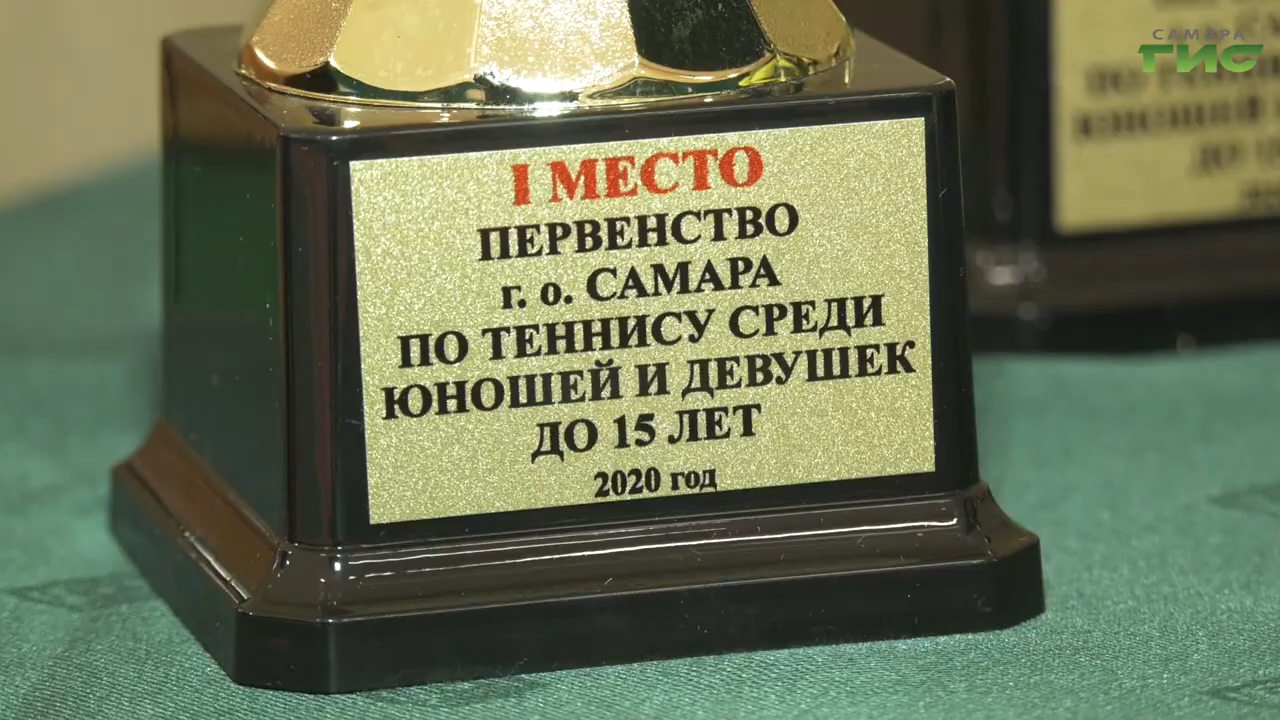 САМАРА
ГИС
I МЕСТО
ПЕРВЕНСТВО
г. о. САМАРА
ПО ТЕННИСУ СРЕДИ
ЮНОШЕЙ И ДЕВУШЕК
ДО 15 ЛЕТ
2020 год